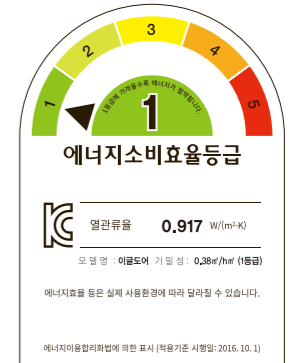 1 2 3 4 5
1등급에 가까울수록 에너지가 절약됩니다.
1
에너지소비효율등급
열관류율 0.917 W/(m²·K)
모델명 : 이글도어 기밀성 : 0.38㎥/h㎡ (1등급)
에너지효율 등은 실제 사용환경에 따라 달라질 수 있습니다.
에너지이용합리화법에 의한 표시 (적용기준 시행일: 2016. 10. 1)